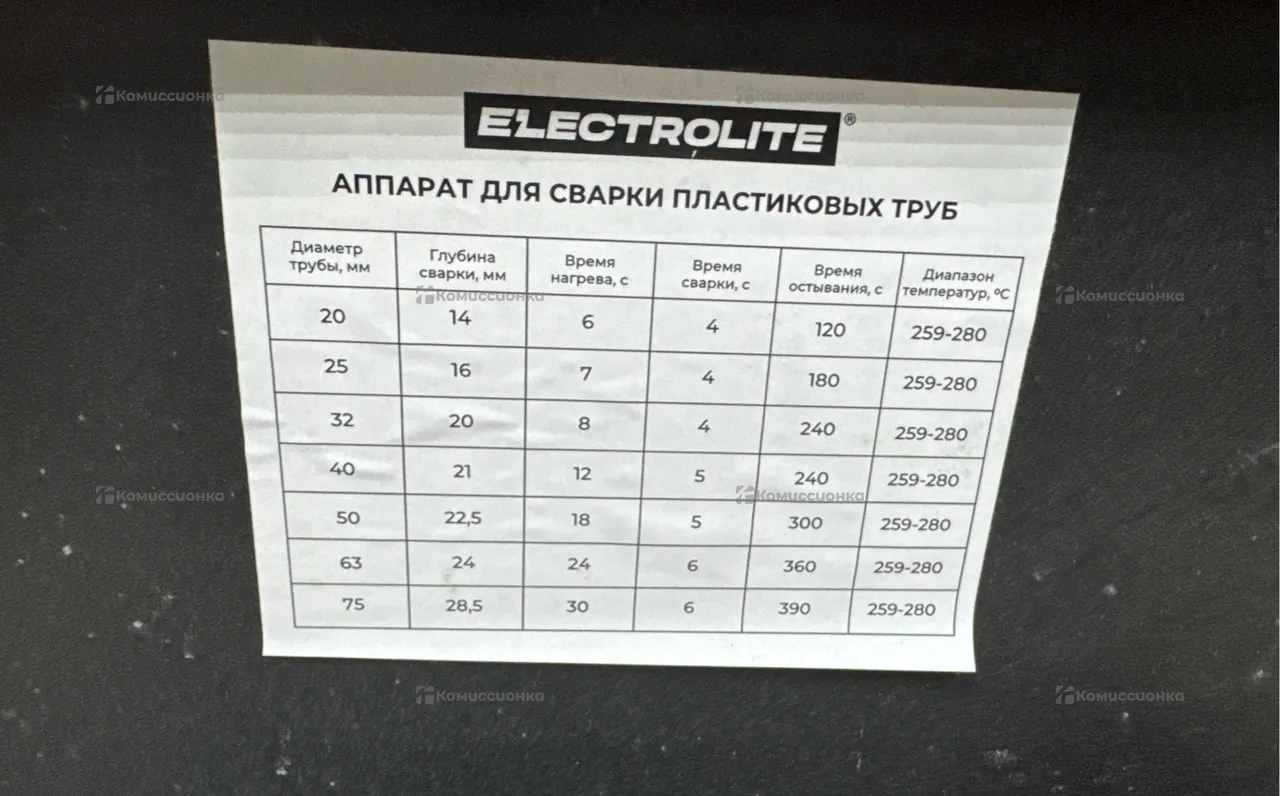 ELECTROLITE®
АППАРАТ ДЛЯ СВАРКИ ПЛАСТИКОВЫХ ТРУБ
Диаметр трубы, мм Глубина сварки, мм Время нагрева, с Время сварки, с Время остывания, с Диапазон температур, ºС
20 14 6 4 120 259-280
25 16 7 4 180 259-280
32 20 8 4 240 259-280
40 21 12 5 240 259-280
50 22,5 18 5 300 259-280
63 24 24 6 360 259-280
75 28,5 30 6 390 259-280
Комиссионка
Комиссионка
Комиссионка
Комиссионка
Комиссионка
Комиссионка
Комиссионка
Комиссионка